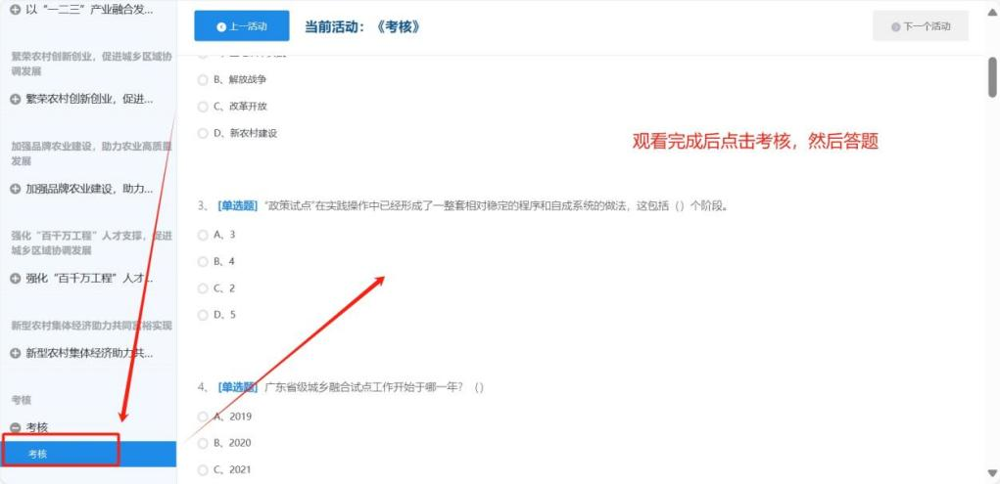 以“一二三”产业融合发...
繁荣农村创新创业，促进城乡区域协
调发展
繁荣农村创新创业，促进...
加强品牌农业建设，助力农业高质量
发展
加强品牌农业建设，助力...
强化“百千万工程”人才支撑，促进
城乡区域协调发展
强化“百千万工程”人才...
新型农村集体经济助力共同富裕实现
新型农村集体经济助力共...
考核
考核
考核
上一活动
当前活动：《考核》
下一个活动
B、解放战争
C、改革开放
D、新农村建设
观看完成后点击考核，然后答题
3、 [单选题] “政策试点”在实践操作中已经形成了一整套相对稳定的程序和自成系统的做法，这包括（）个阶段。
A、3
B、4
C、2
D、5
4、 [单选题] 广东省级城乡融合试点工作开始于哪一年？（）
A、2019
B、2020
C、2021